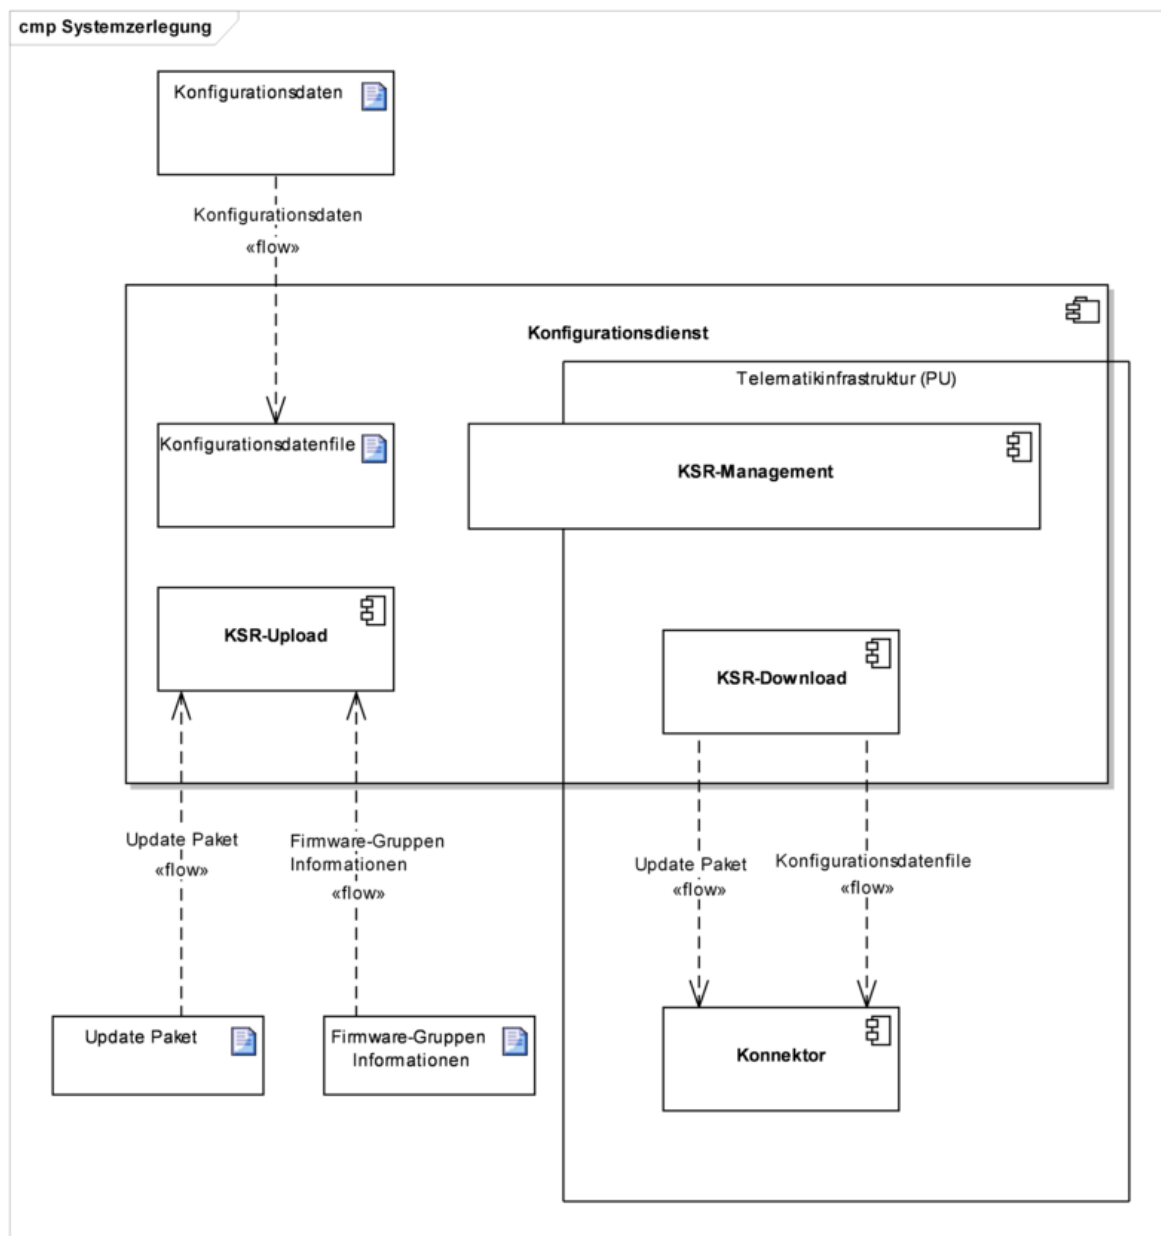 cmp Systemzerlegung
Konfigurationsdaten
Konfigurationsdaten
«flow»
Konfigurationsdienst
Telematikinfrastruktur (PU)
Konfigurationsdatenfile
KSR-Management
KSR-Upload
KSR-Download
Update Paket
«flow»
Firmware-Gruppen
Informationen
«flow»
Update Paket
«flow»
Konfigurationsdatenfile
«flow»
Update Paket
Firmware-Gruppen
Informationen
Konnektor